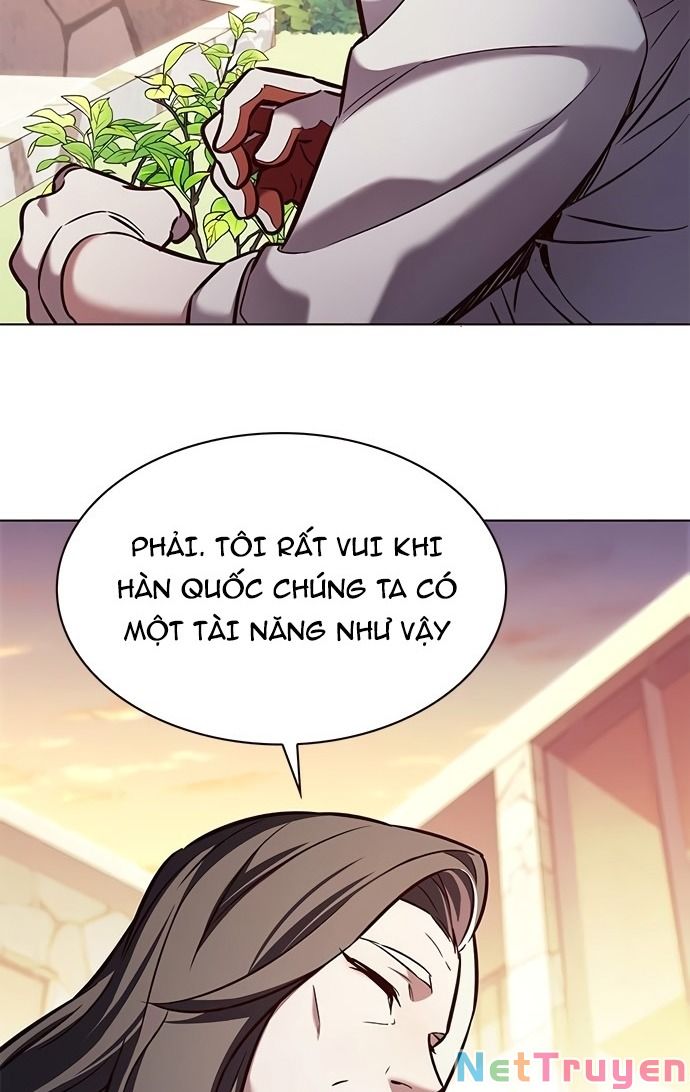 PHẢI. TÔI RẤT VUI KHI
HÀN QUỐC CHÚNG TA CÓ
MỘT TÀI NĂNG NHƯ VẬY
NetTruyen